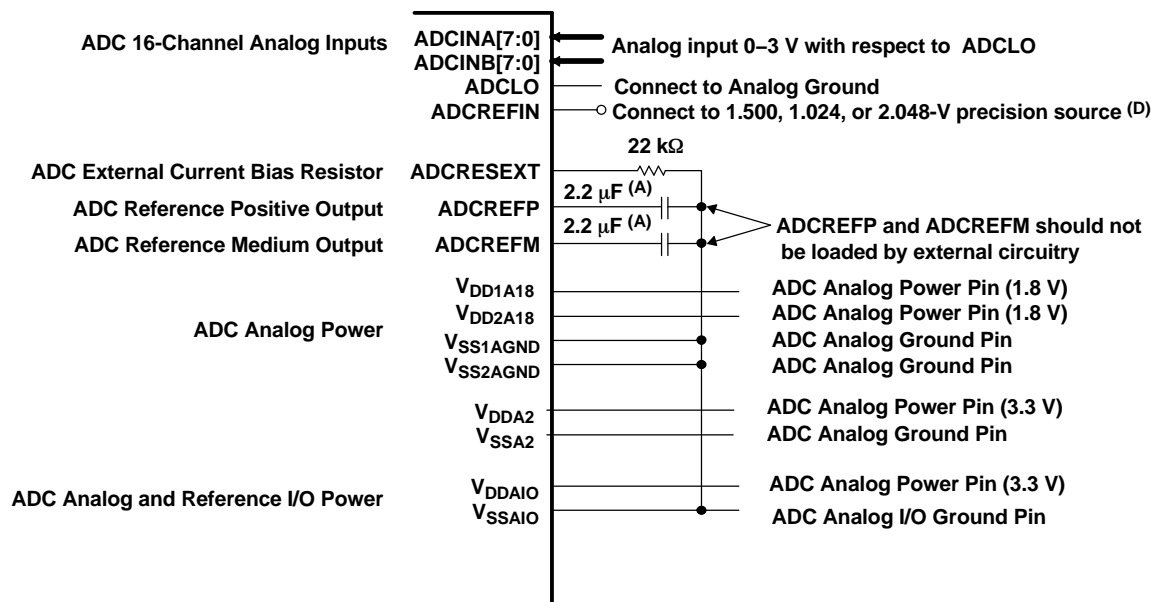 ADC 16-Channel Analog Inputs
ADCINA[7:0]
ADCINB[7:0]
Analog input 0–3 V with respect to ADCLO
ADCLO
Connect to Analog Ground
ADCREFIN
Connect to 1.500, 1.024, or 2.048-V precision source (D)
22 kΩ
ADC External Current Bias Resistor
ADCRESEXT
2.2 μF (A)
ADC Reference Positive Output
ADCREFP
2.2 μF (A)
ADC Reference Medium Output
ADCREFM
ADCREFP and ADCREFM should not
be loaded by external circuitry
VDD1A18
ADC Analog Power Pin (1.8 V)
VDD2A18
ADC Analog Power Pin (1.8 V)
ADC Analog Power
VSS1AGND
ADC Analog Ground Pin
VSS2AGND
ADC Analog Ground Pin
VDDA2
ADC Analog Power Pin (3.3 V)
VSSA2
ADC Analog Ground Pin
ADC Analog and Reference I/O Power
VDDAIO
ADC Analog Power Pin (3.3 V)
VSSAIO
ADC Analog I/O Ground Pin